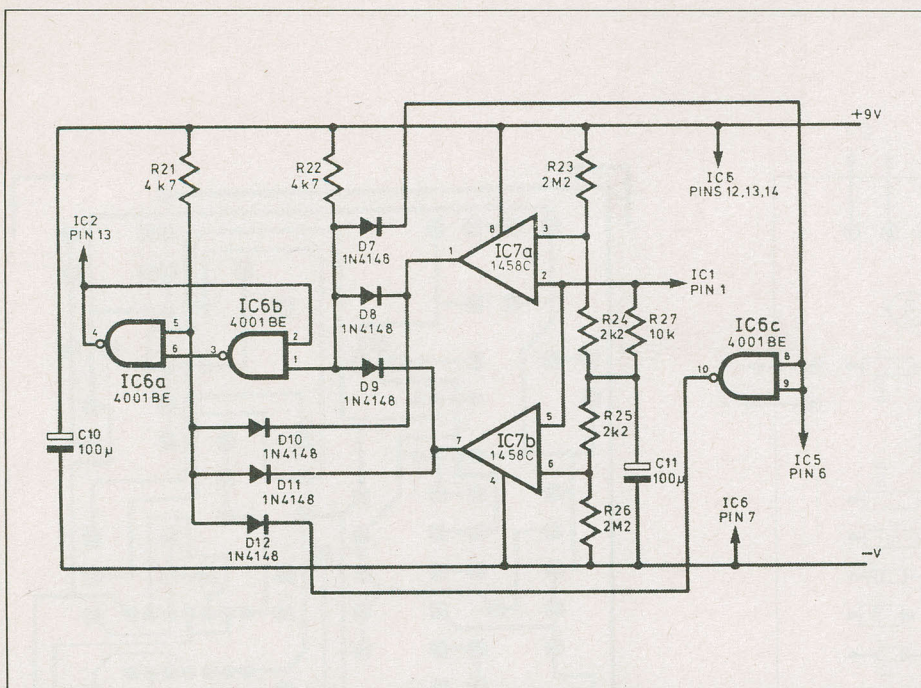 +9V
R21
4k7
R22
4k7
R23
2M2
IC6
PINS 12,13,14
IC2
PIN 13
D7
1N4148
8
IC7a
1458C
1
3
2
IC1
PIN 1
D8
1N4148
R24
2k2
R27
10k
IC6b
4001BE
IC6c
4001BE
4
5
6
3
2
1
IC6a
4001BE
D9
1N4148
10
8
9
C10
100μ
D10
1N4148
7
IC7b
1458C
5
6
4
R25
2k2
C11
100μ
IC5
PIN 6
D11
1N4148
R26
2M2
IC6
PIN 7
D12
1N4148
−V